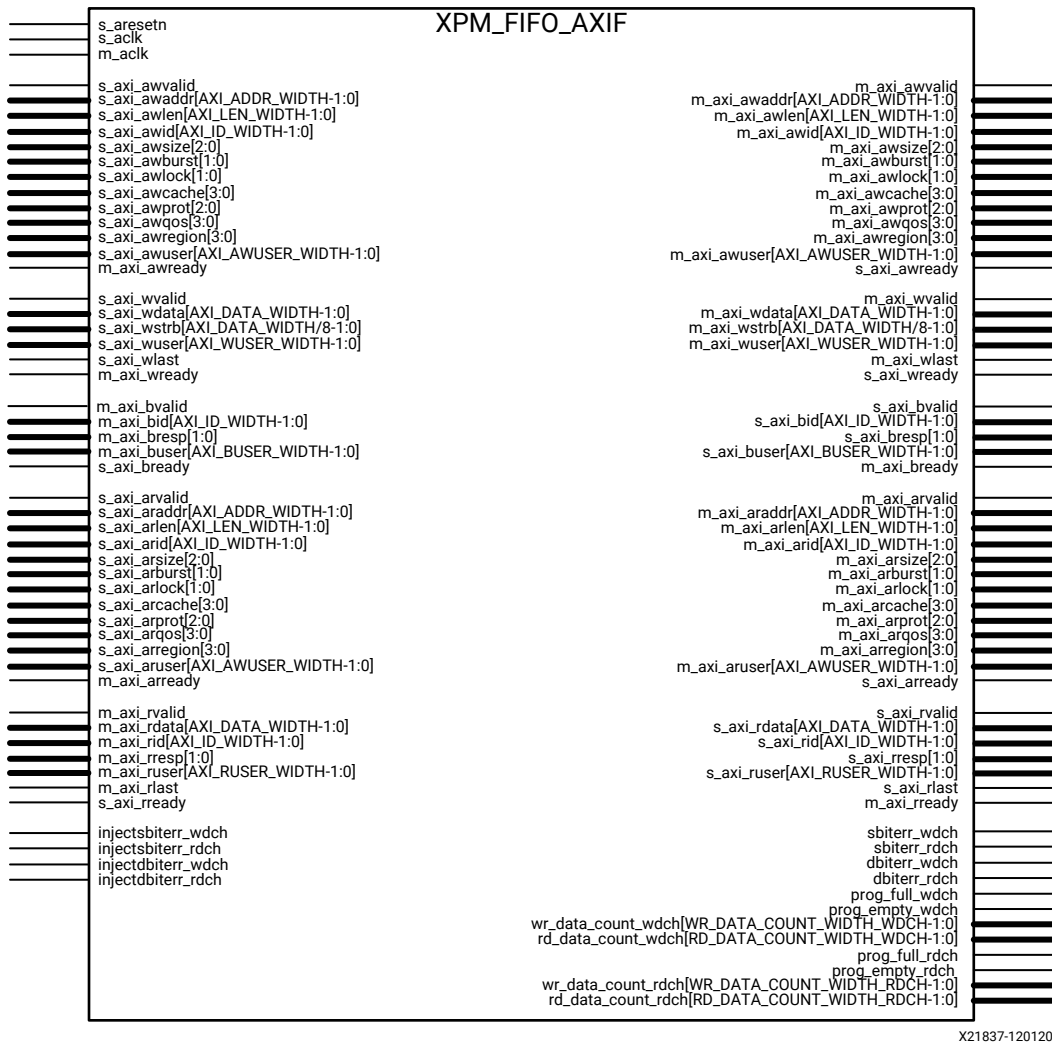 XPM_FIFO_AXIF
s_aresetn
s_aclk
m_aclk
s_axi_awvalid
s_axi_awaddr[AXI_ADDR_WIDTH-1:0]
s_axi_awlen[AXI_LEN_WIDTH-1:0]
s_axi_awid[AXI_ID_WIDTH-1:0]
s_axi_awsize[2:0]
s_axi_awburst[1:0]
s_axi_awlock[1:0]
s_axi_awcache[3:0]
s_axi_awprot[2:0]
s_axi_awqos[3:0]
s_axi_awregion[3:0]
s_axi_awuser[AXI_AWUSER_WIDTH-1:0]
m_axi_awready
s_axi_wvalid
s_axi_wdata[AXI_DATA_WIDTH-1:0]
s_axi_wstrb[AXI_DATA_WIDTH/8-1:0]
s_axi_wuser[AXI_WUSER_WIDTH-1:0]
s_axi_wlast
m_axi_wready
m_axi_bvalid
m_axi_bid[AXI_ID_WIDTH-1:0]
m_axi_bresp[1:0]
m_axi_buser[AXI_BUSER_WIDTH-1:0]
s_axi_bready
s_axi_arvalid
s_axi_araddr[AXI_ADDR_WIDTH-1:0]
s_axi_arlen[AXI_LEN_WIDTH-1:0]
s_axi_arid[AXI_ID_WIDTH-1:0]
s_axi_arsize[2:0]
s_axi_arburst[1:0]
s_axi_arlock[1:0]
s_axi_arcache[3:0]
s_axi_arprot[2:0]
s_axi_arqos[3:0]
s_axi_arregion[3:0]
s_axi_aruser[AXI_AWUSER_WIDTH-1:0]
m_axi_arready
m_axi_rvalid
m_axi_rdata[AXI_DATA_WIDTH-1:0]
m_axi_rid[AXI_ID_WIDTH-1:0]
m_axi_rresp[1:0]
m_axi_ruser[AXI_RUSER_WIDTH-1:0]
m_axi_rlast
s_axi_rready
injectsbiterr_wdch
injectsbiterr_rdch
injectdbiterr_wdch
injectdbiterr_rdch
m_axi_awvalid
m_axi_awaddr[AXI_ADDR_WIDTH-1:0]
m_axi_awlen[AXI_LEN_WIDTH-1:0]
m_axi_awid[AXI_ID_WIDTH-1:0]
m_axi_awsize[2:0]
m_axi_awburst[1:0]
m_axi_awlock[1:0]
m_axi_awcache[3:0]
m_axi_awprot[2:0]
m_axi_awqos[3:0]
m_axi_awregion[3:0]
m_axi_awuser[AXI_AWUSER_WIDTH-1:0]
s_axi_awready
m_axi_wvalid
m_axi_wdata[AXI_DATA_WIDTH-1:0]
m_axi_wstrb[AXI_DATA_WIDTH/8-1:0]
m_axi_wuser[AXI_WUSER_WIDTH-1:0]
m_axi_wlast
s_axi_wready
s_axi_bvalid
s_axi_bid[AXI_ID_WIDTH-1:0]
s_axi_bresp[1:0]
s_axi_buser[AXI_BUSER_WIDTH-1:0]
m_axi_bready
m_axi_arvalid
m_axi_araddr[AXI_ADDR_WIDTH-1:0]
m_axi_arlen[AXI_LEN_WIDTH-1:0]
m_axi_arid[AXI_ID_WIDTH-1:0]
m_axi_arsize[2:0]
m_axi_arburst[1:0]
m_axi_arlock[1:0]
m_axi_arcache[3:0]
m_axi_arprot[2:0]
m_axi_arqos[3:0]
m_axi_arregion[3:0]
m_axi_aruser[AXI_AWUSER_WIDTH-1:0]
s_axi_arready
s_axi_rvalid
s_axi_rdata[AXI_DATA_WIDTH-1:0]
s_axi_rid[AXI_ID_WIDTH-1:0]
s_axi_rresp[1:0]
s_axi_ruser[AXI_RUSER_WIDTH-1:0]
s_axi_rlast
m_axi_rready
sbiterr_wdch
sbiterr_rdch
dbiterr_wdch
dbiterr_rdch
prog_full_wdch
prog_empty_wdch
wr_data_count_wdch[WR_DATA_COUNT_WIDTH_WDCH-1:0]
rd_data_count_wdch[RD_DATA_COUNT_WIDTH_WDCH-1:0]
prog_full_rdch
prog_empty_rdch
wr_data_count_rdch[WR_DATA_COUNT_WIDTH_RDCH-1:0]
rd_data_count_rdch[RD_DATA_COUNT_WIDTH_RDCH-1:0]
X21837-120120